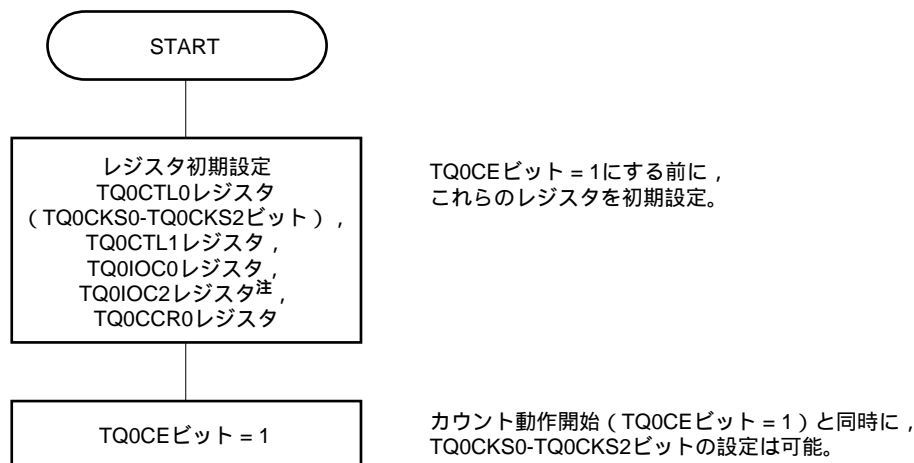 START
レジスタ初期設定
TQ0CTL0レジスタ
（TQ0CKS0-TQ0CKS2ビット），
TQ0CTL1レジスタ，
TQ0IOC0レジスタ，
TQ0IOC2レジスタ注，
TQ0CCR0レジスタ
TQ0CEビット = 1にする前に，
これらのレジスタを初期設定。
TQ0CEビット = 1
カウント動作開始（TQ0CEビット = 1）と同時に，
TQ0CKS0-TQ0CKS2ビットの設定は可能。